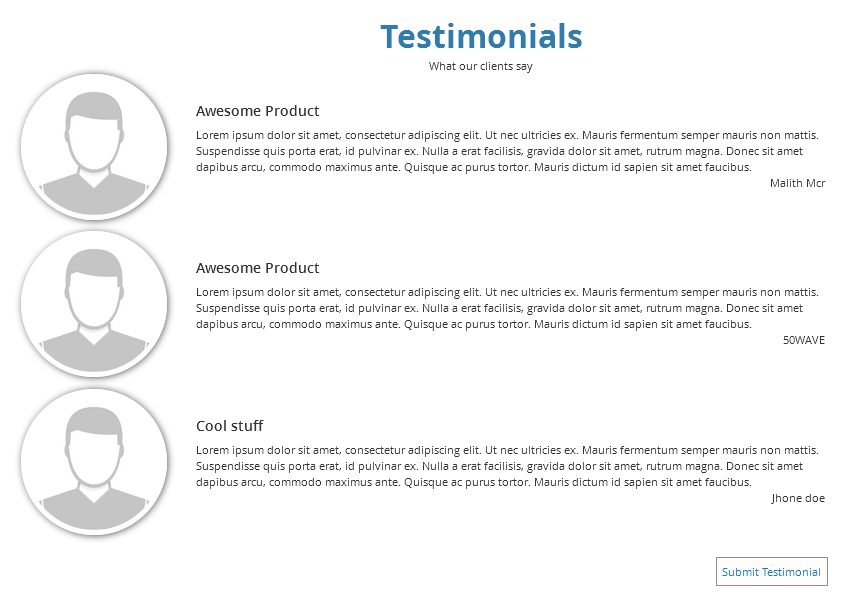 Testimonials
What our clients say
Awesome Product
Lorem ipsum dolor sit amet, consectetur adipiscing elit. Ut nec ultricies ex. Mauris fermentum semper mauris non mattis.
Suspendisse quis porta erat, id pulvinar ex. Nulla a erat facilisis, gravida dolor sit amet, rutrum magna. Donec sit amet
dapibus arcu, commodo maximus ante. Quisque ac purus tortor. Mauris dictum id sapien sit amet faucibus.
Malith Mcr
Awesome Product
Lorem ipsum dolor sit amet, consectetur adipiscing elit. Ut nec ultricies ex. Mauris fermentum semper mauris non mattis.
Suspendisse quis porta erat, id pulvinar ex. Nulla a erat facilisis, gravida dolor sit amet, rutrum magna. Donec sit amet
dapibus arcu, commodo maximus ante. Quisque ac purus tortor. Mauris dictum id sapien sit amet faucibus.
50WAVE
Cool stuff
Lorem ipsum dolor sit amet, consectetur adipiscing elit. Ut nec ultricies ex. Mauris fermentum semper mauris non mattis.
Suspendisse quis porta erat, id pulvinar ex. Nulla a erat facilisis, gravida dolor sit amet, rutrum magna. Donec sit amet
dapibus arcu, commodo maximus ante. Quisque ac purus tortor. Mauris dictum id sapien sit amet faucibus.
Jhone doe
Submit Testimonial